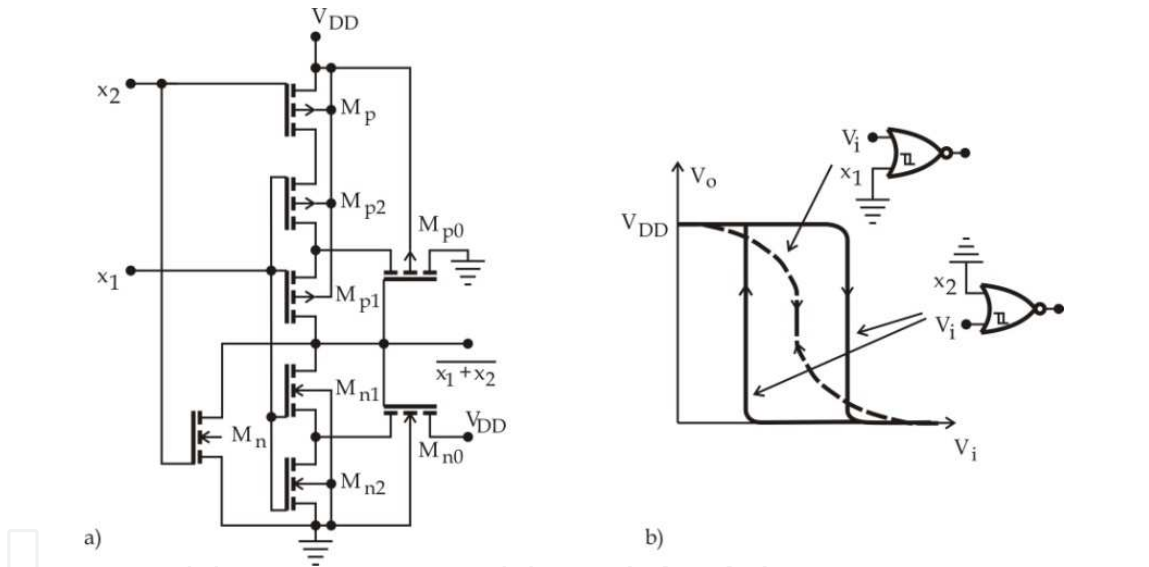 V_DD
x_2
M_p
M_p2
M_p0
x_1
M_p1
x_1 + x_2
M_n1
V_DD
M_n
M_n0
M_n2
a)
V_i
x_1
V_o
V_DD
x_2
V_i
V_i
b)